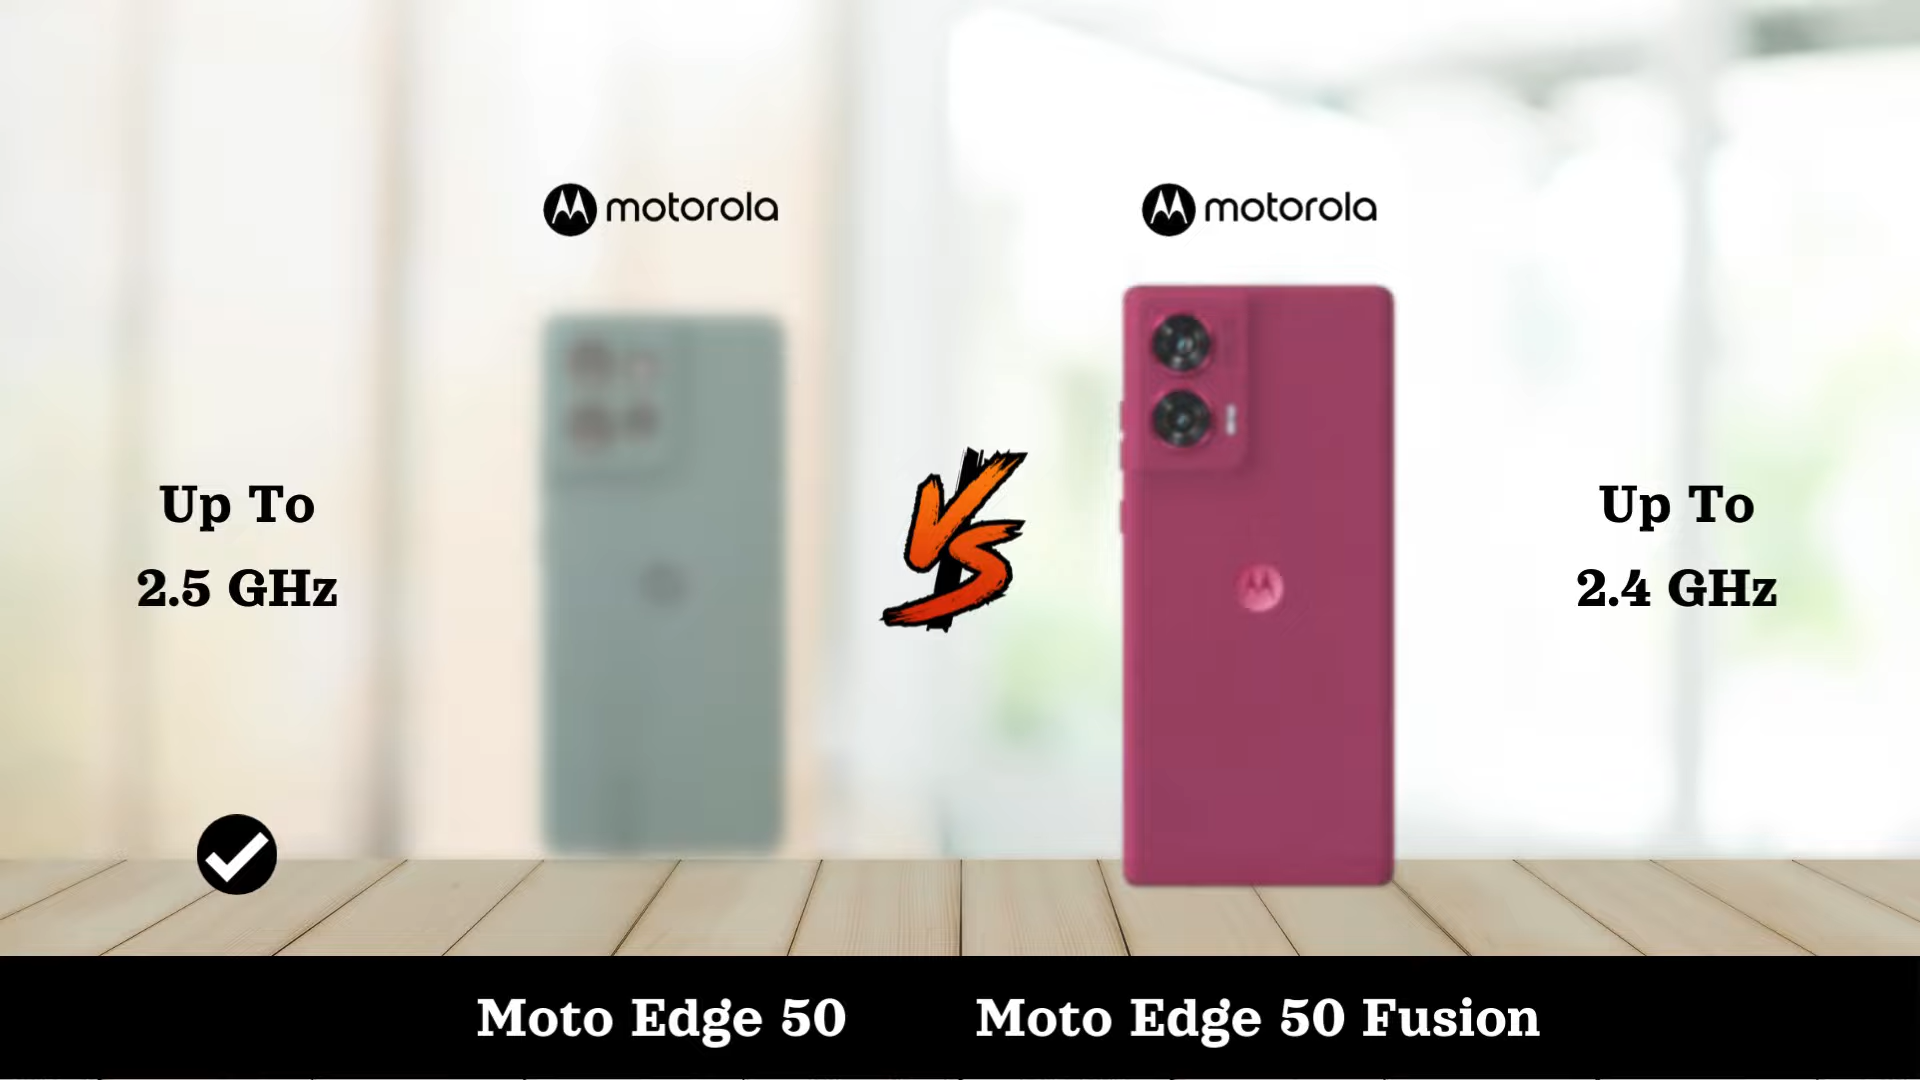 motorola
motorola
Up To
2.5 GHz
VS
Up To
2.4 GHz
Moto Edge 50
Moto Edge 50 Fusion